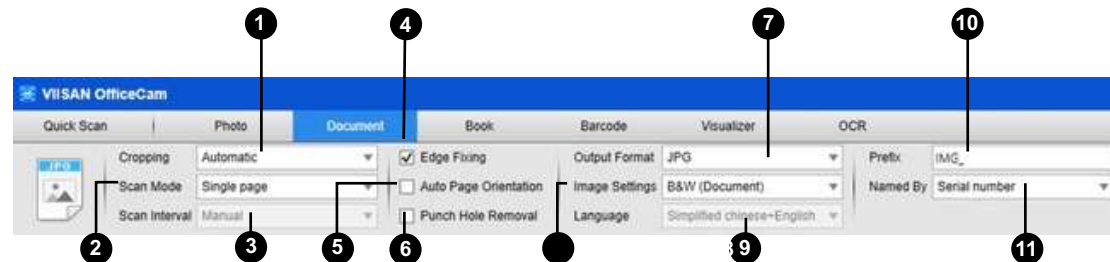 1 4 7 10
VIISAN OfficeCam
Quick Scan Photo Document Book Barcode Visualizer OCR
JPG Cropping Automatic Edge Fixing Output Format JPG Prefix IMG_
Scan Mode Single page Auto Page Orientation Image Settings B&W (Document) Named By Serial number
Scan Interval Manual Punch Hole Removal Language Simplified chinese+English
2 3 5 6 9 11